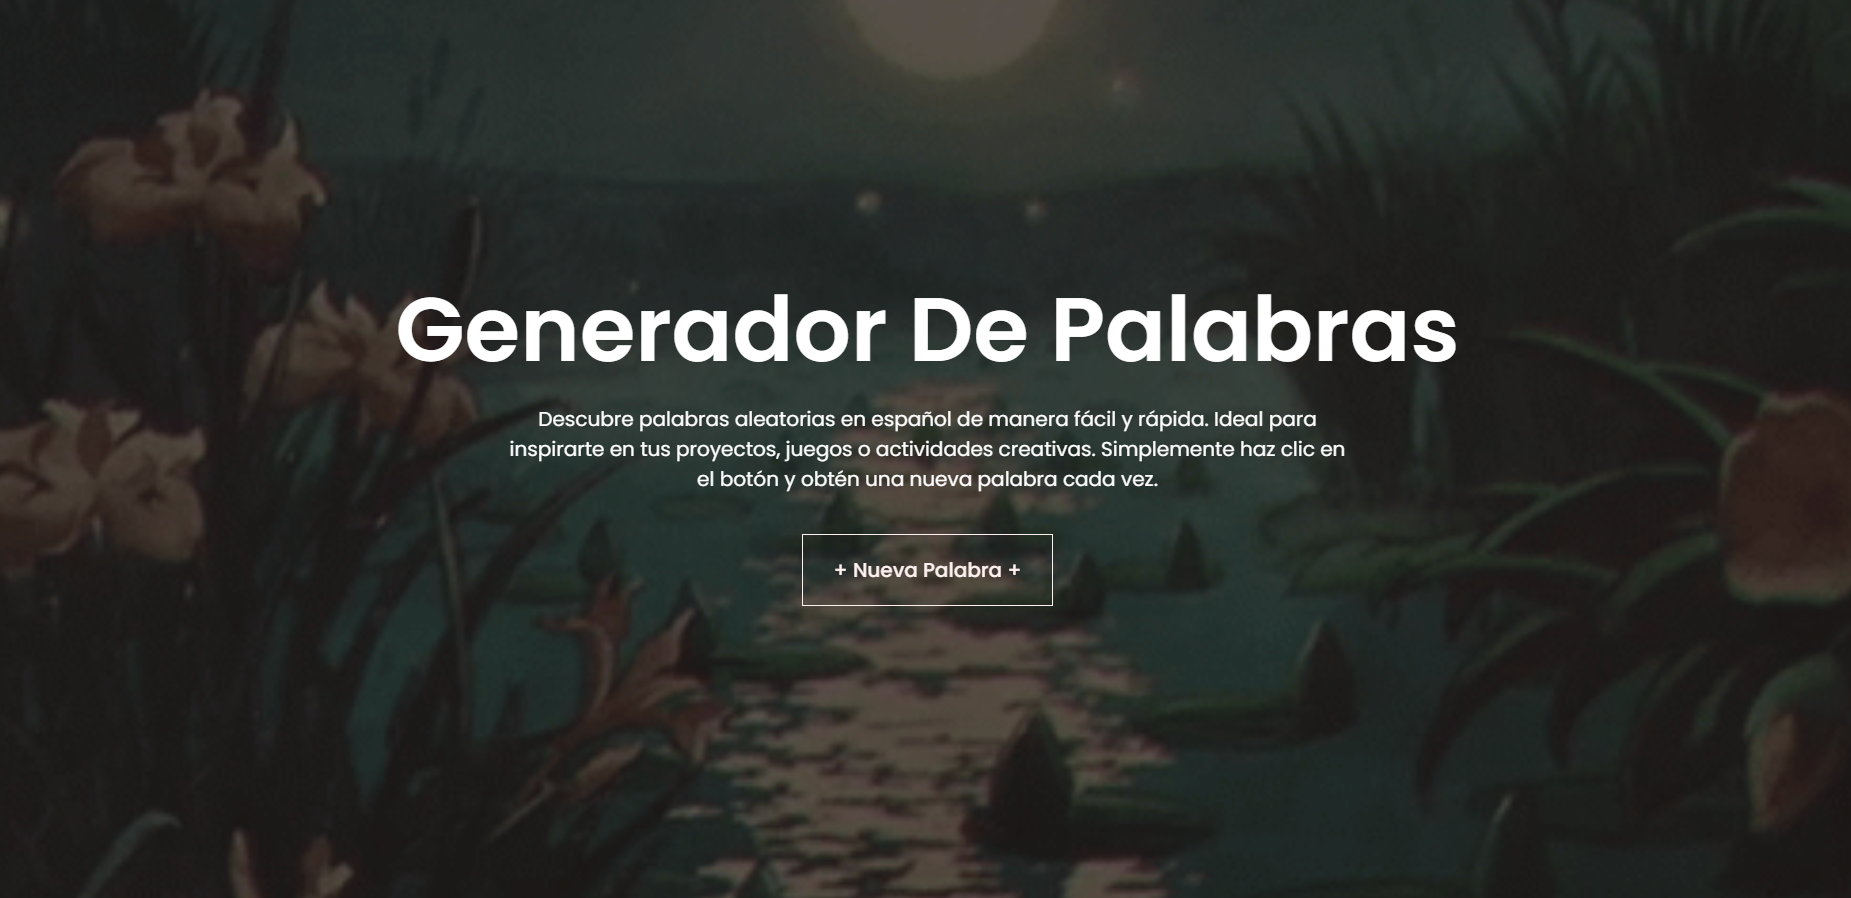 Generador De Palabras
Descubre palabras aleatorias en español de manera fácil y rápida. Ideal para
inspirarte en tus proyectos, juegos o actividades creativas. Simplemente haz clic en
el botón y obtén una nueva palabra cada vez.
+ Nueva Palabra +